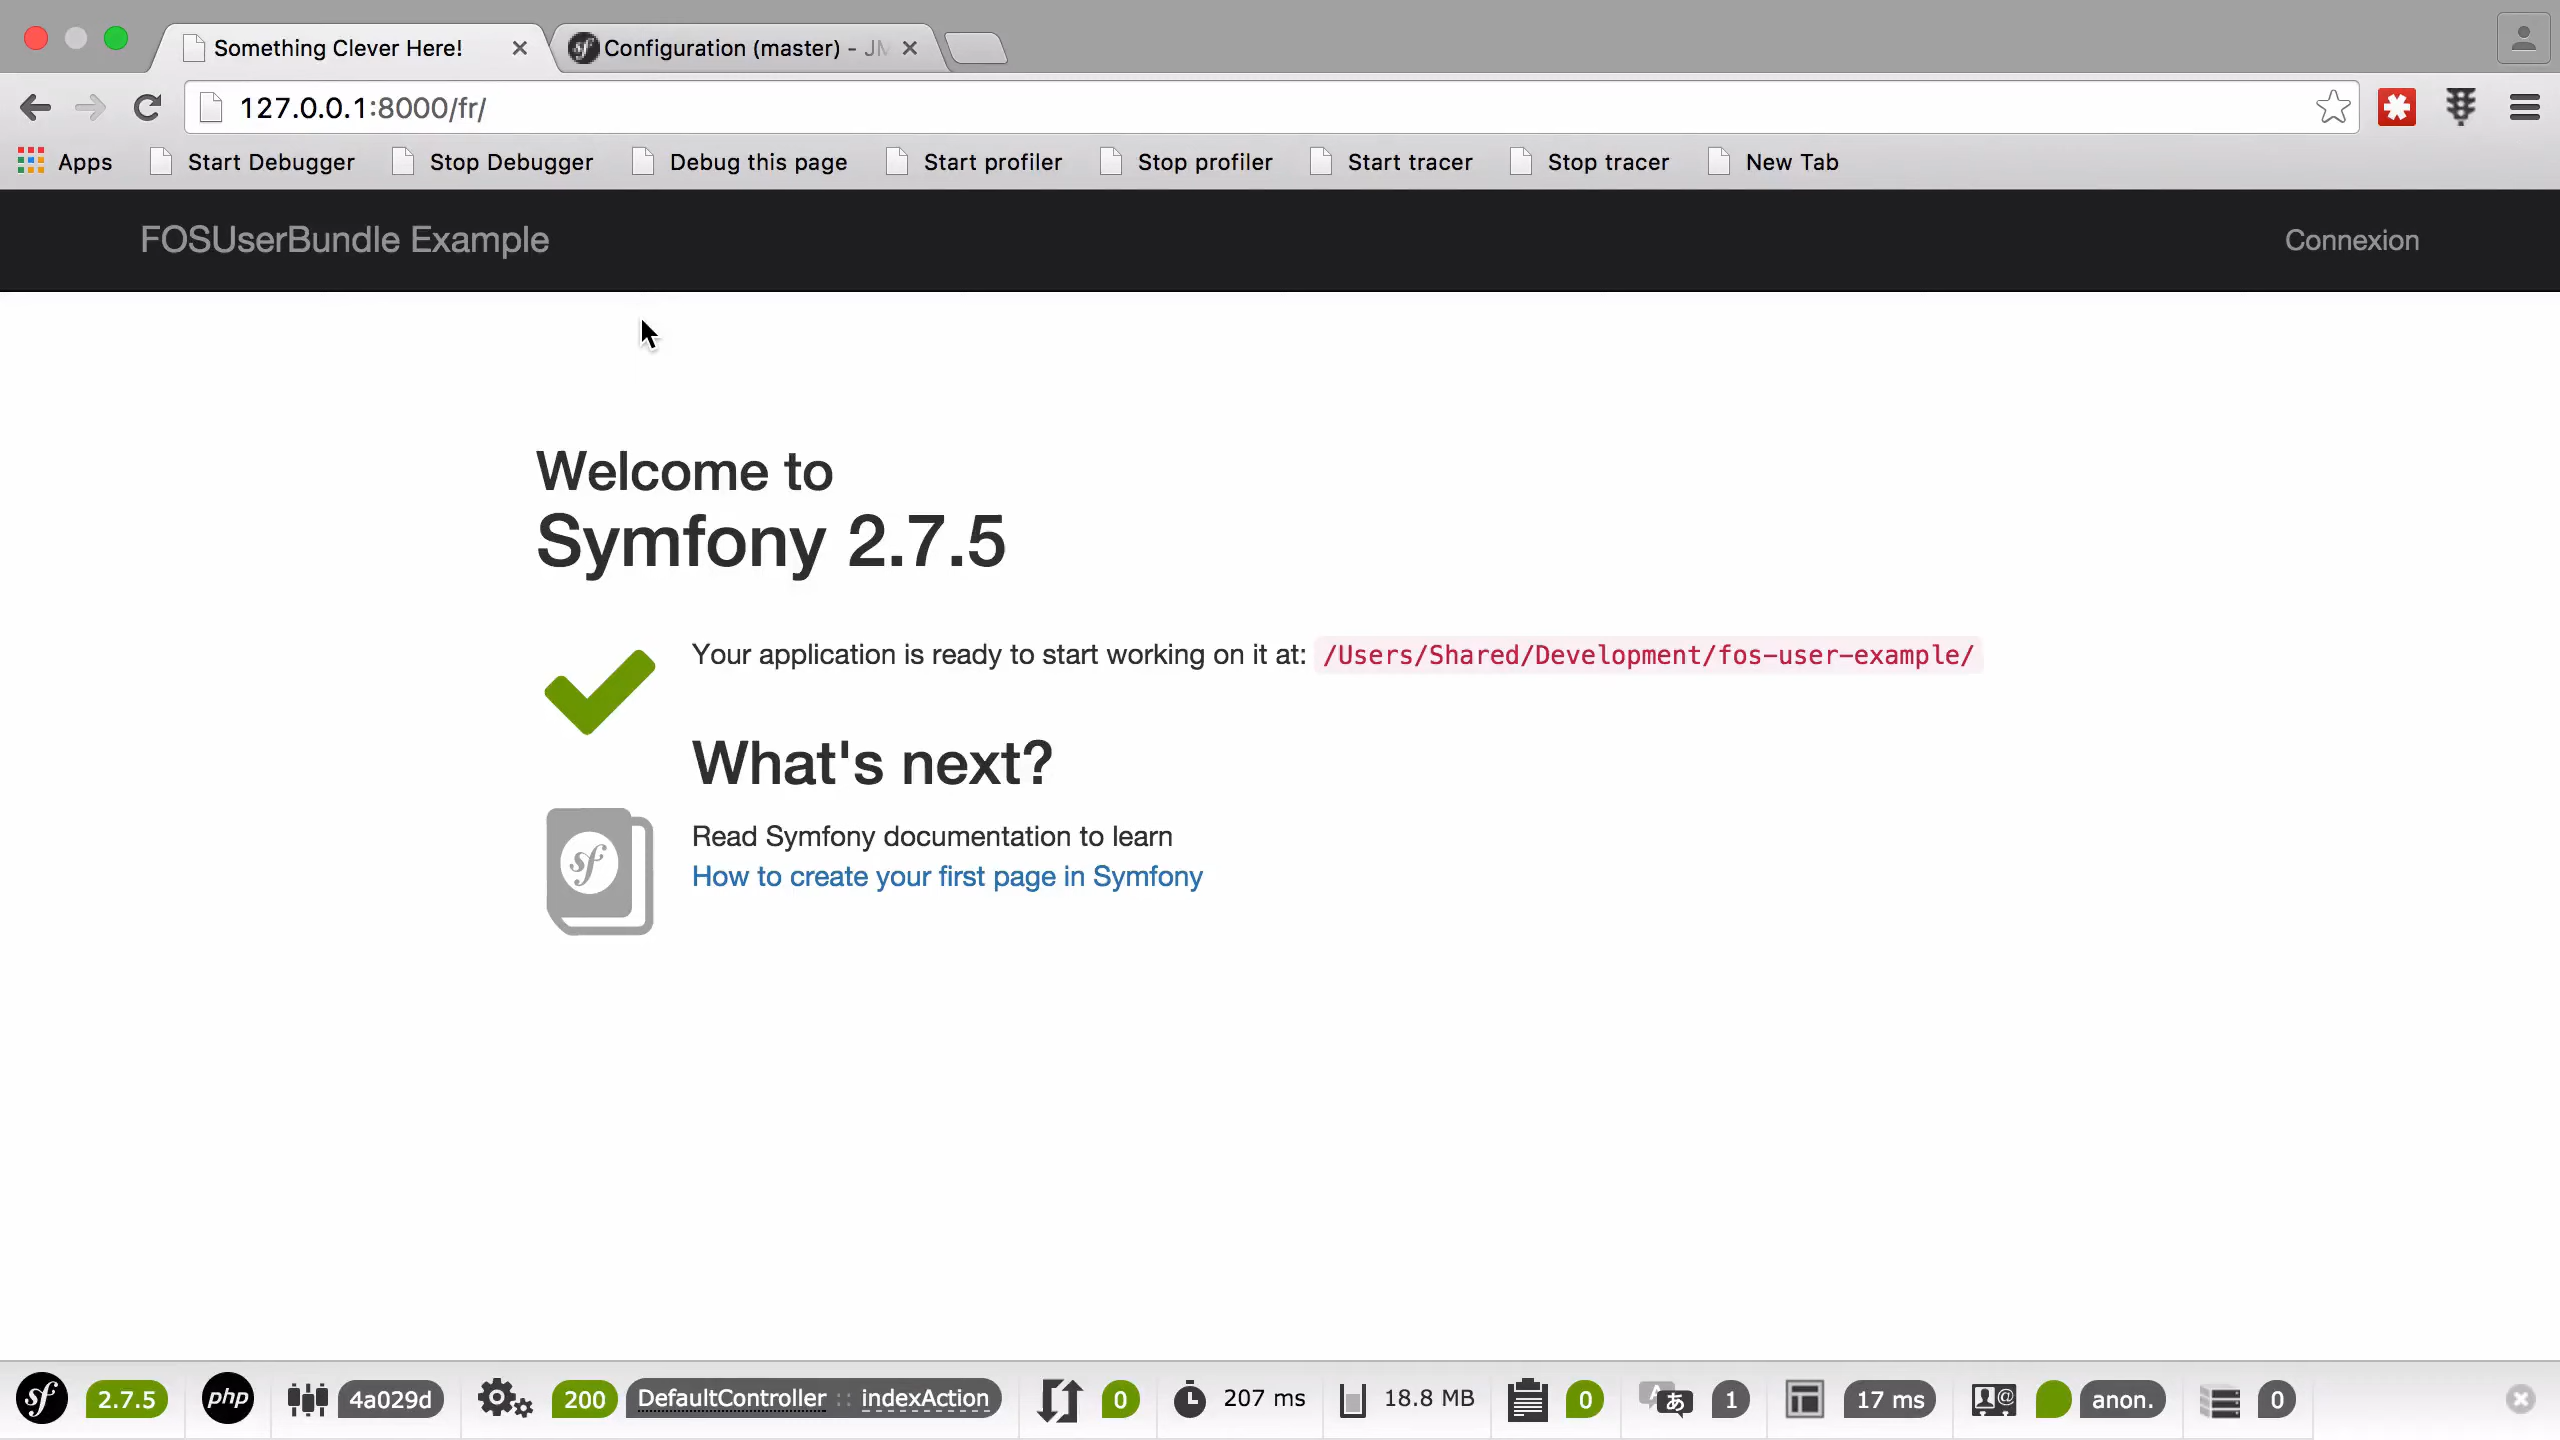 Something Clever Here!
Configuration (master) - JM
127.0.0.1:8000/fr/
Apps Start Debugger Stop Debugger Debug this page Start profiler Stop profiler Start tracer Stop tracer New Tab
FOSUserBundle Example Connexion
Welcome to
Symfony 2.7.5
Your application is ready to start working on it at: /Users/Shared/Development/fos-user-example/
What's next?
Read Symfony documentation to learn
How to create your first page in Symfony
sf 2.7.5 php 4a029d 200 DefaultController :: indexAction 0 207 ms 18.8 MB 0 A あ 1 17 ms @ anon. 0